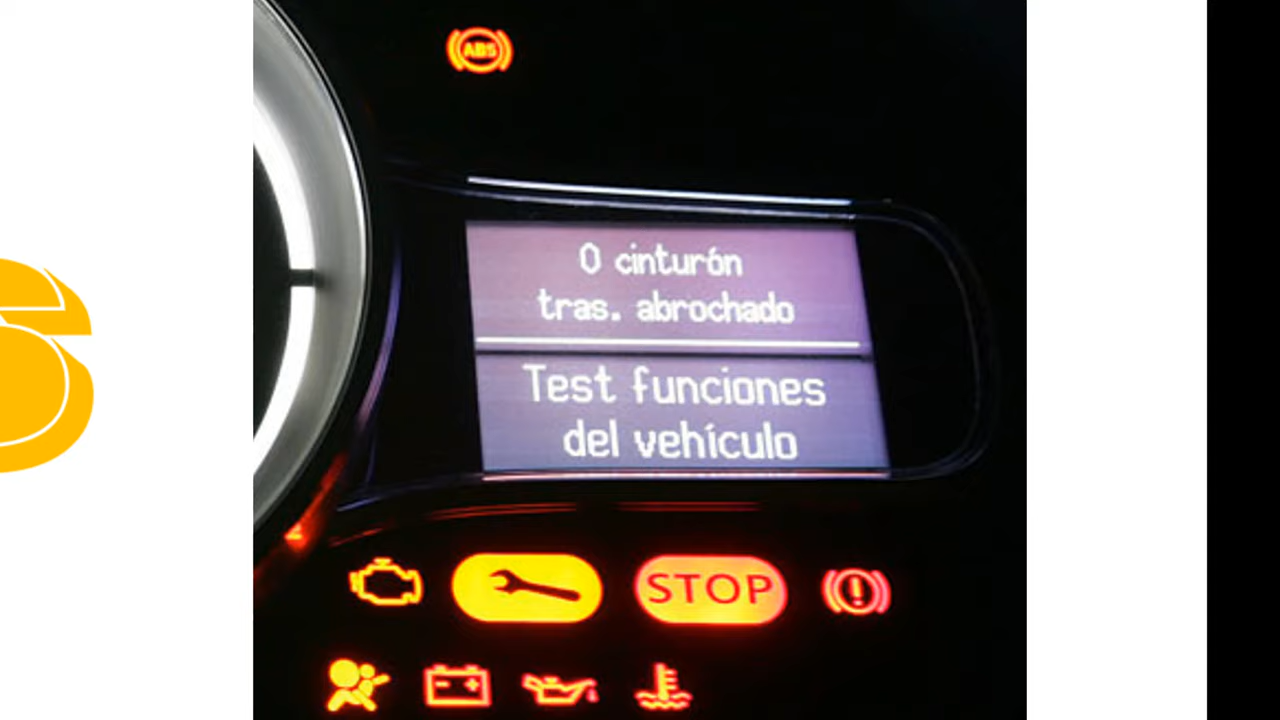 ABS
0 cinturón
tras. abrochado
Test funciones
del vehículo
STOP